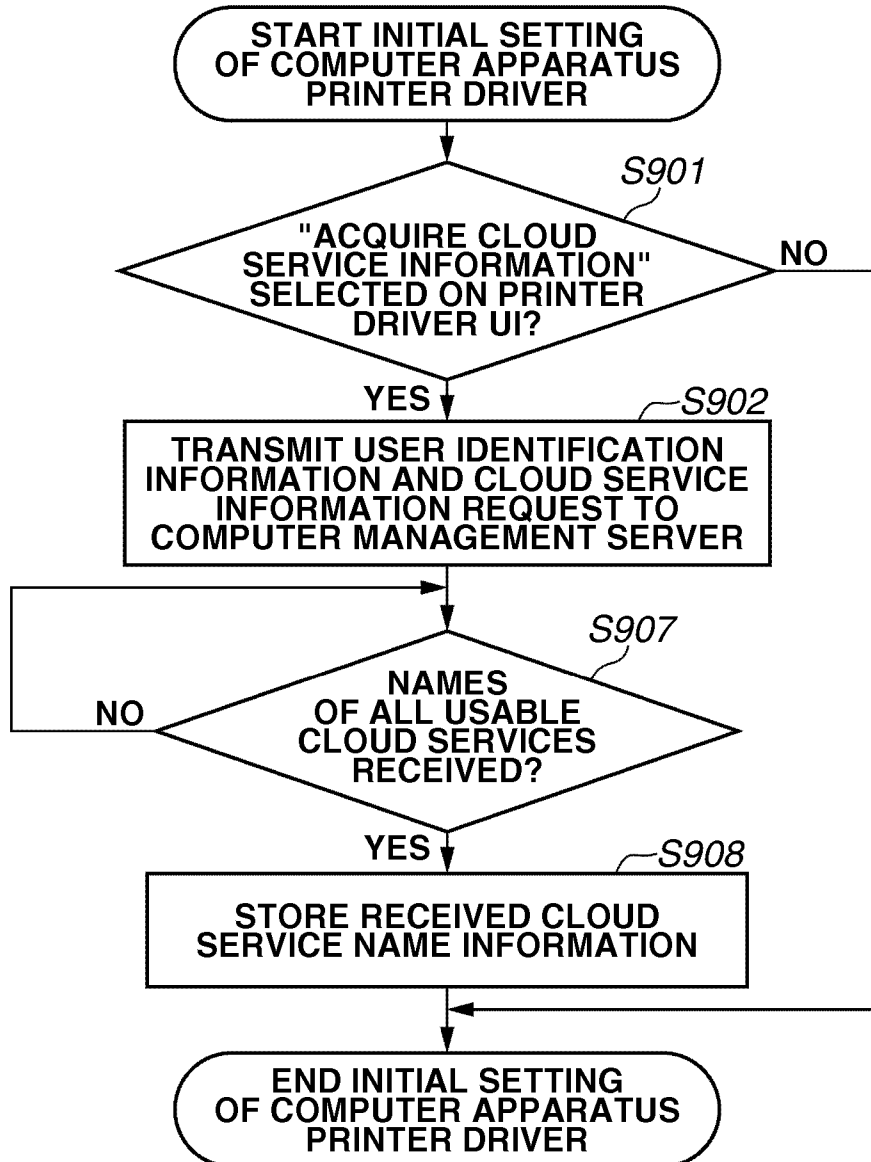 START INITIAL SETTING
OF COMPUTER APPARATUS
PRINTER DRIVER
S901
"ACQUIRE CLOUD
SERVICE INFORMATION"
SELECTED ON PRINTER
DRIVER UI?
NO
YES
S902
TRANSMIT USER IDENTIFICATION
INFORMATION AND CLOUD SERVICE
INFORMATION REQUEST TO
COMPUTER MANAGEMENT SERVER
S907
NAMES
OF ALL USABLE
CLOUD SERVICES
RECEIVED?
NO
YES
S908
STORE RECEIVED CLOUD
SERVICE NAME INFORMATION
END INITIAL SETTING
OF COMPUTER APPARATUS
PRINTER DRIVER